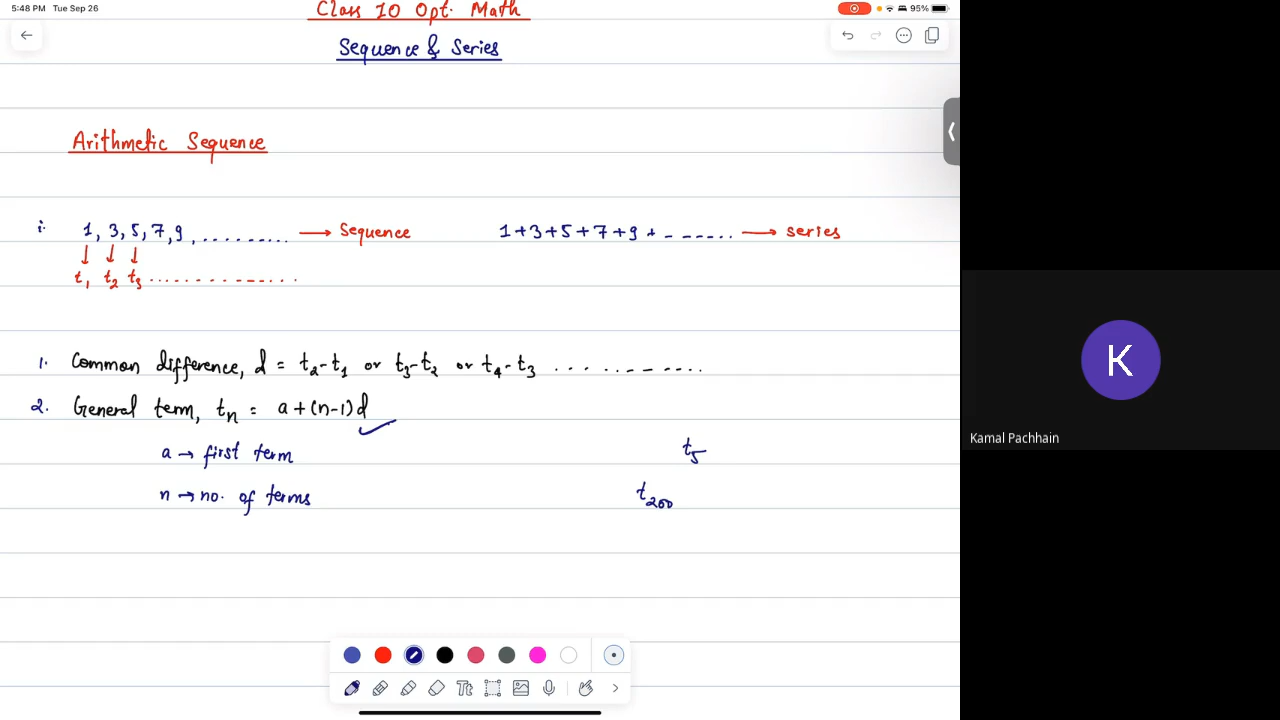 5:48 PM Tue Sep 26
95%
Class 10 Opt. Math
Sequence & Series
Arithmetic Sequence
i. 1, 3, 5, 7, 9, .......... → Sequence 1+3+5+7+9+ ------.. → series
↓ ↓ ↓
t₁ t₂ t₃ ..................
1. Common difference, d = t₂-t₁ or t₃-t₂ or t₄-t₃ ..............
2. General term, tₙ = a+(n-1)d
a → first term t₅
n → no. of terms t₂₀₀
Tt
K
Kamal Pachhain